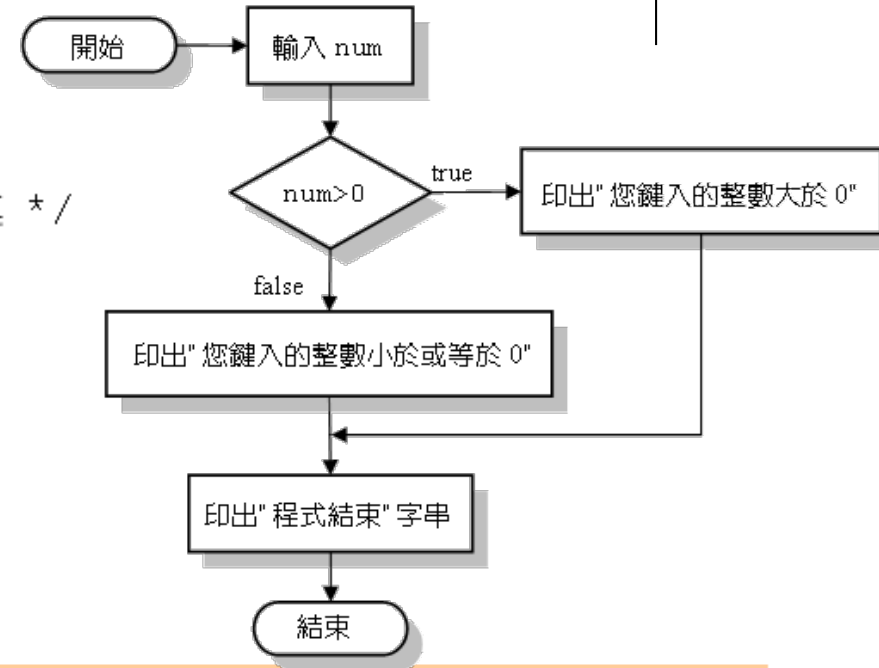 開始
輸入 num
num>0
true
印出"您鍵入的整數大於 0"
*/
false
印出"您鍵入的整數小於或等於 0"
印出"程式結束"字串
結束